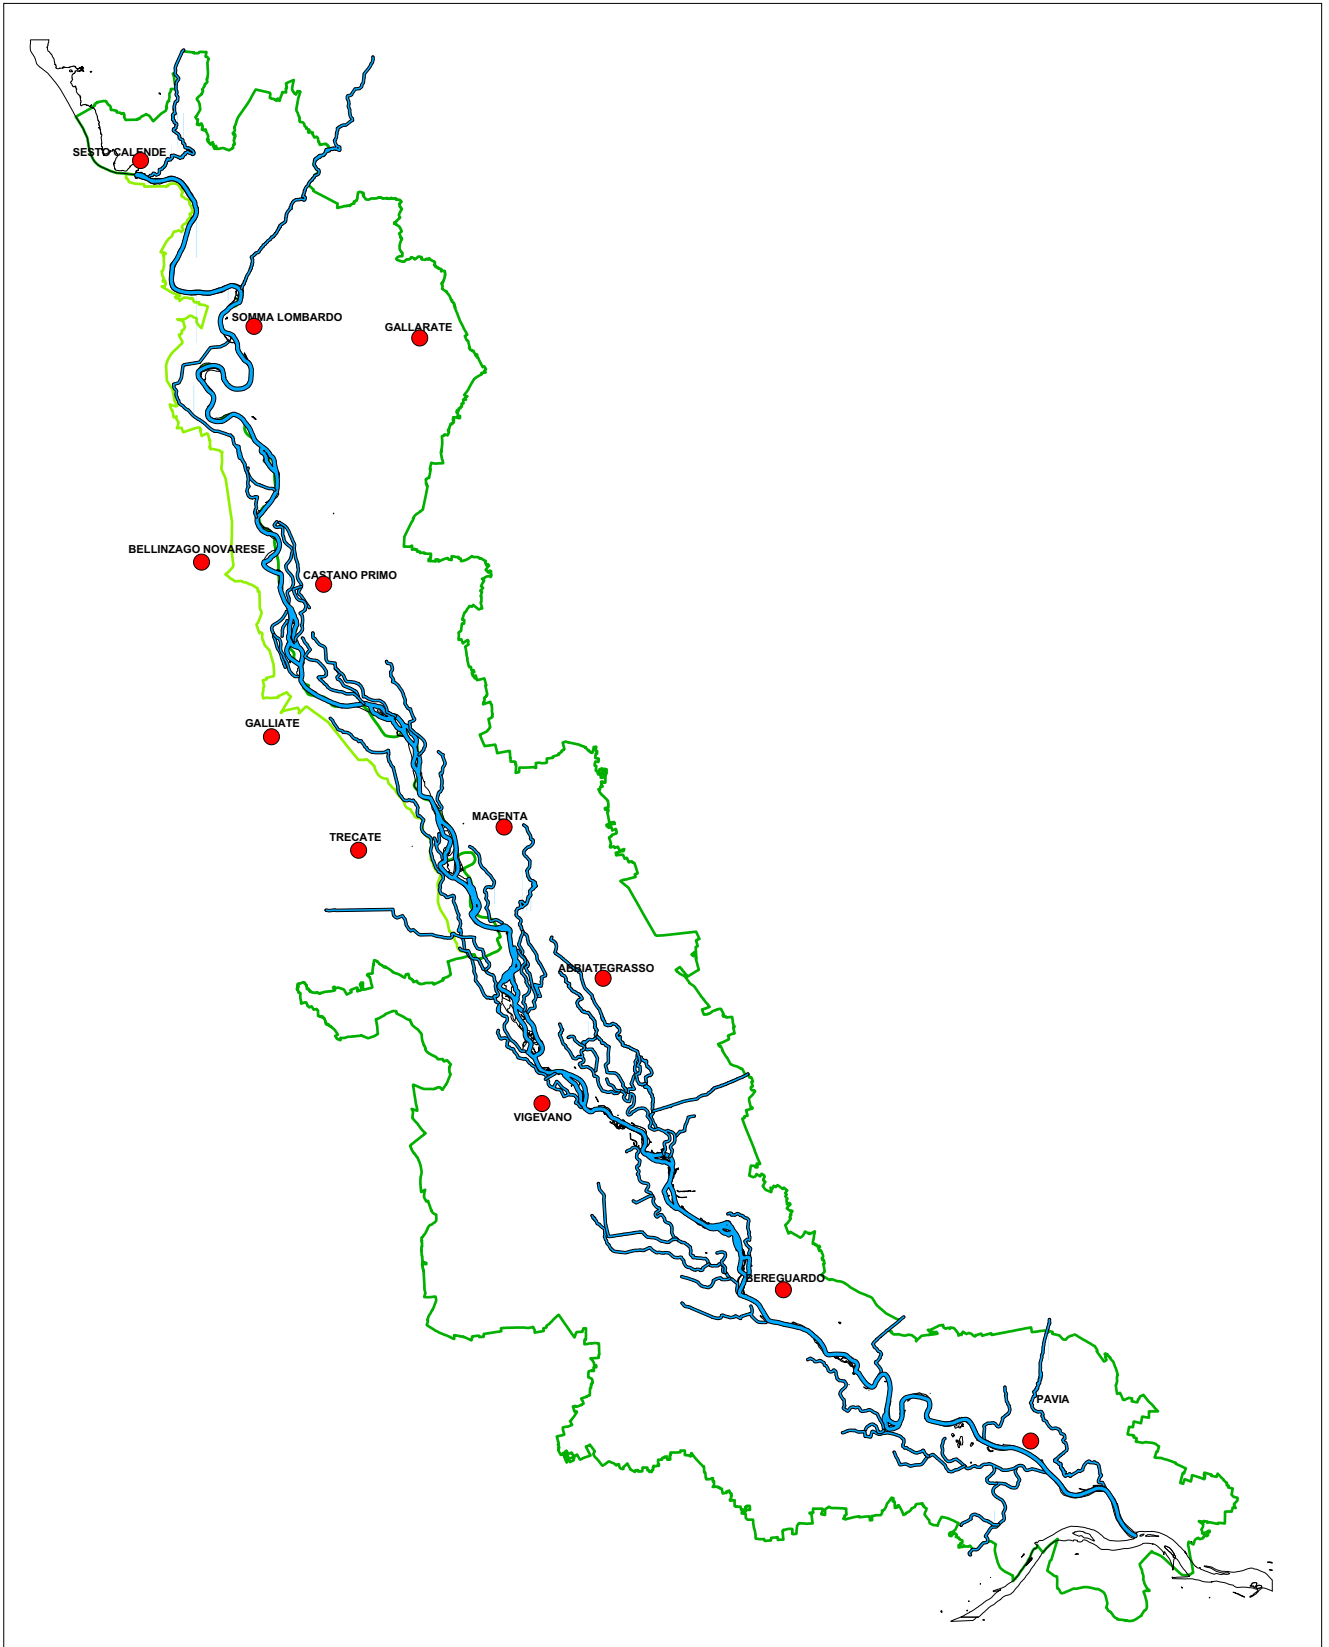 SESTO CALENDE
SOMMA LOMBARDO
GALLARATE
BELLINZAGO NOVARESE
CASTANO PRIMO
GALLIATE
MAGENTA
TRECATE
ABBIATEGRASSO
VIGEVANO
BEREGUARDO
PAVIA